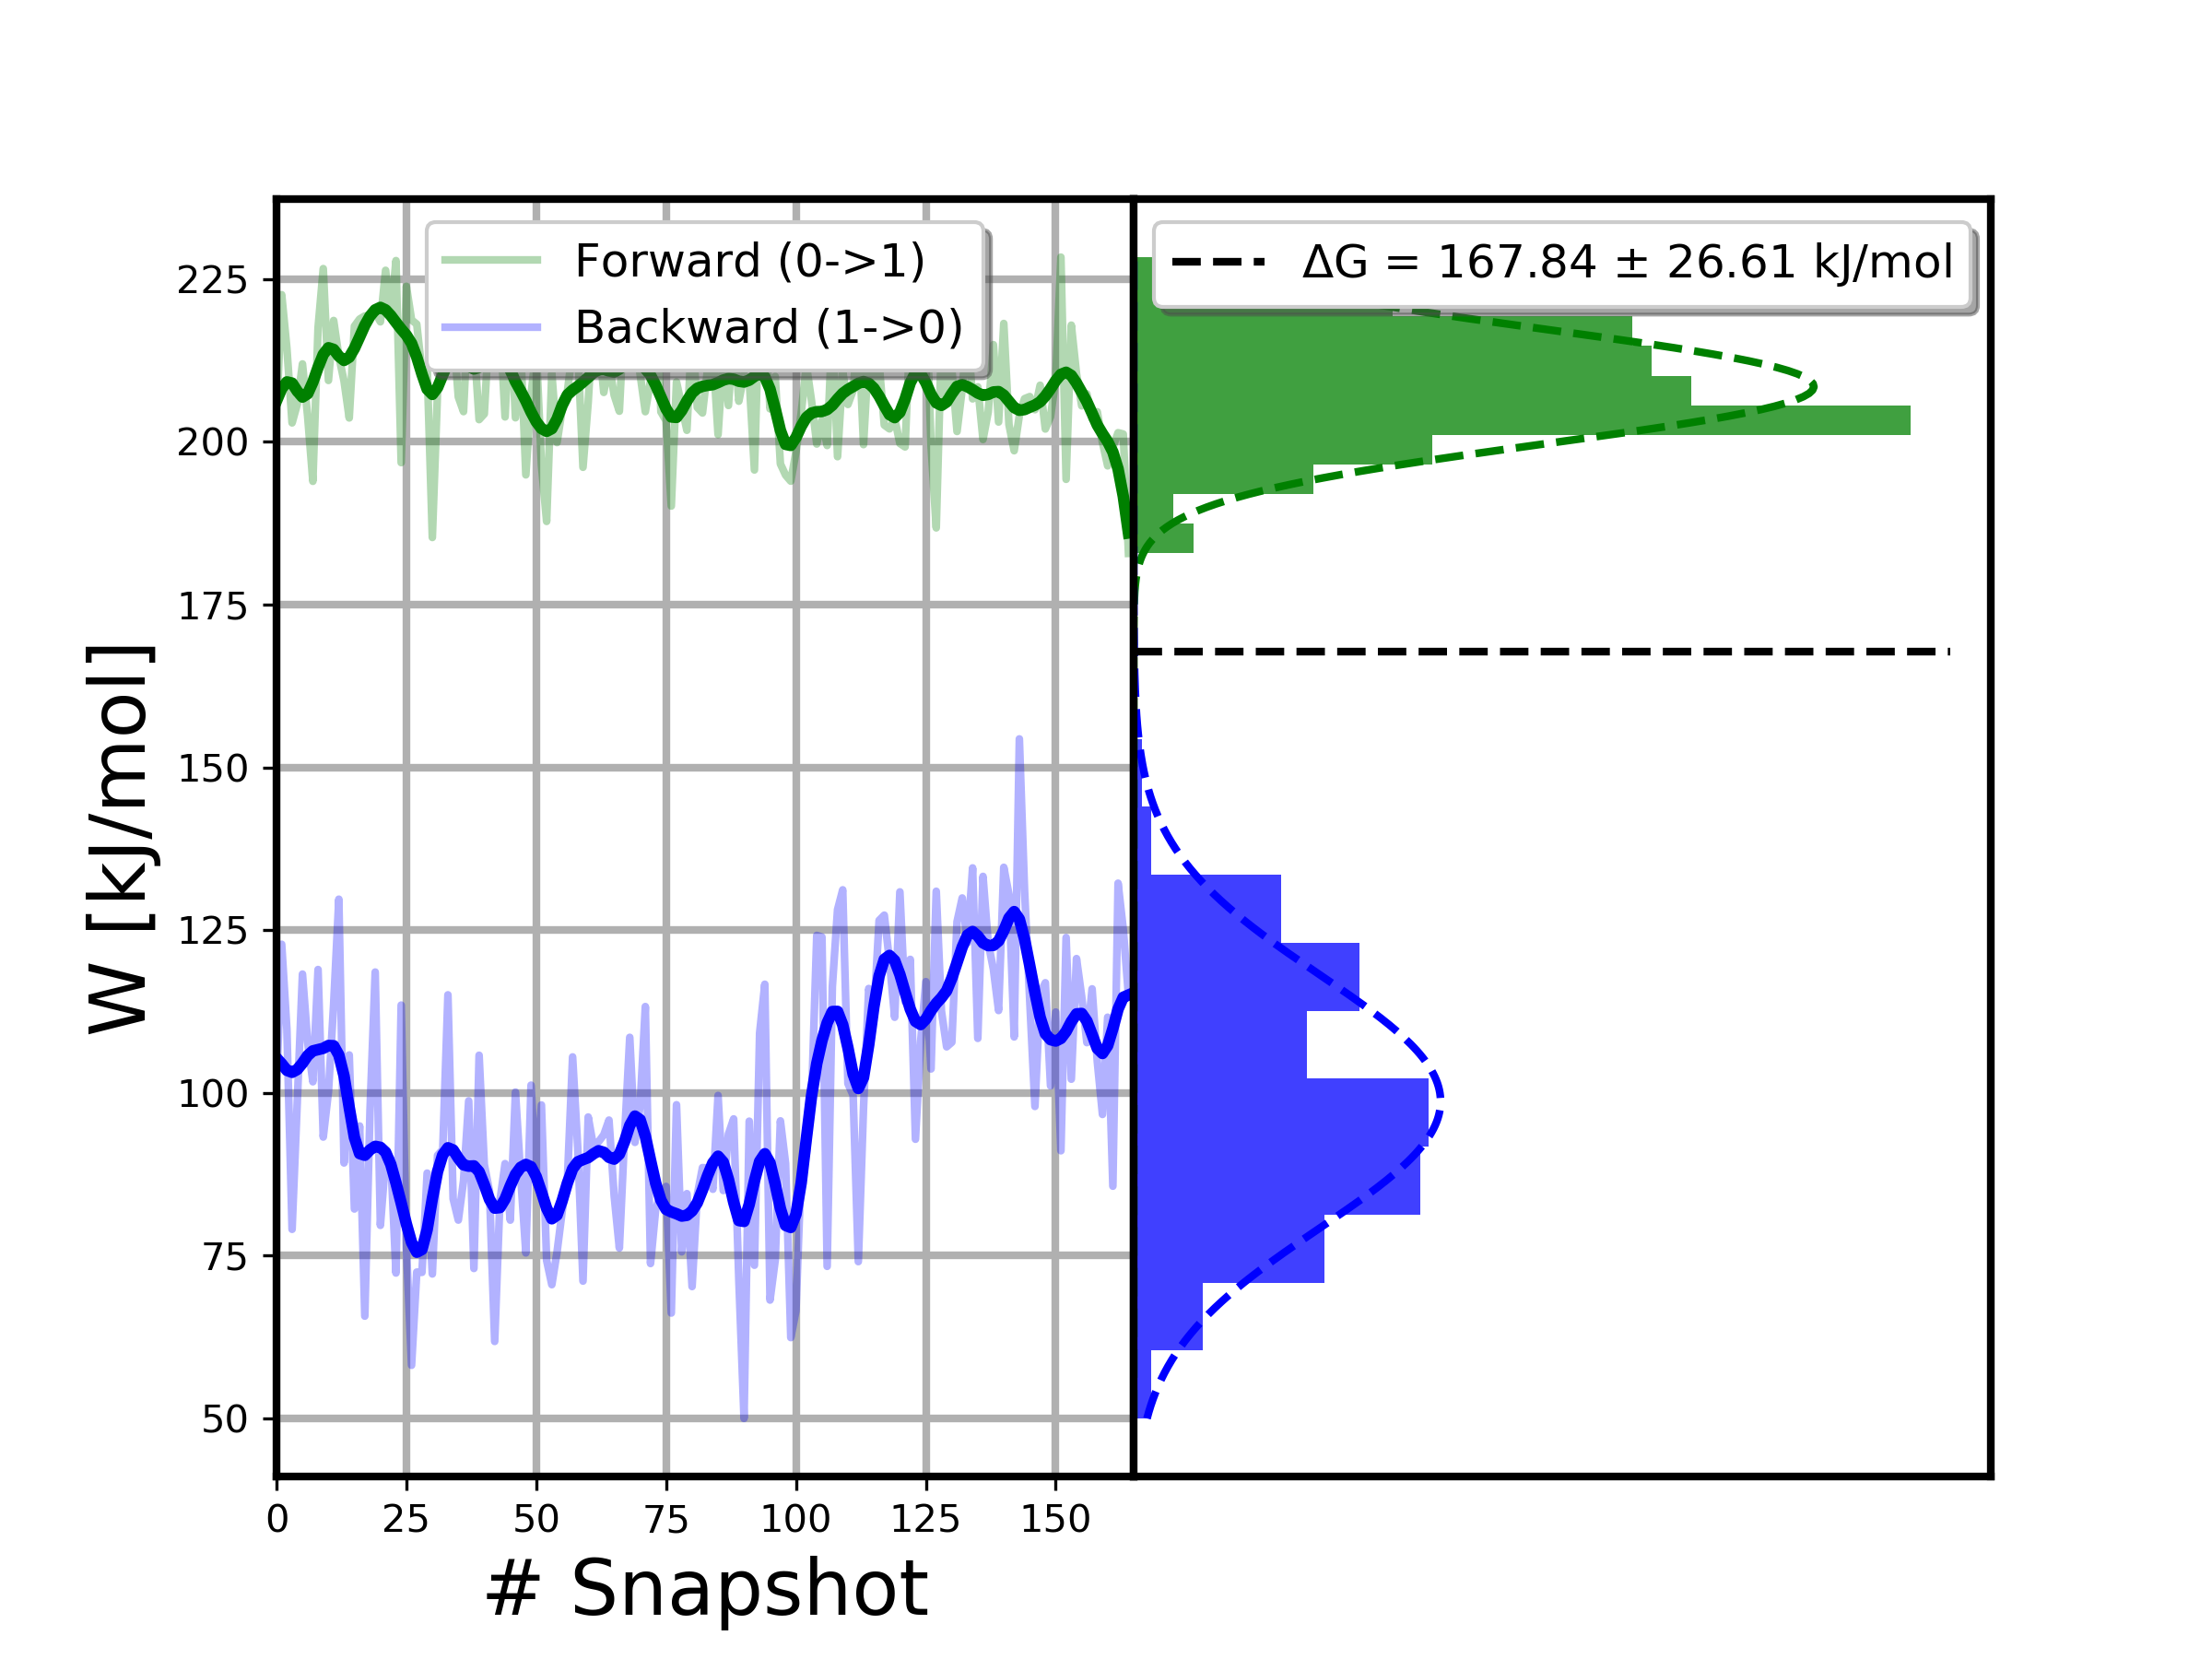 Forward (0->1)
Backward (1->0)
ΔG = 167.84 ± 26.61 kJ/mol
W [kJ/mol]
225
200
175
150
125
100
75
50
0 25 50 75 100 125 150
# Snapshot